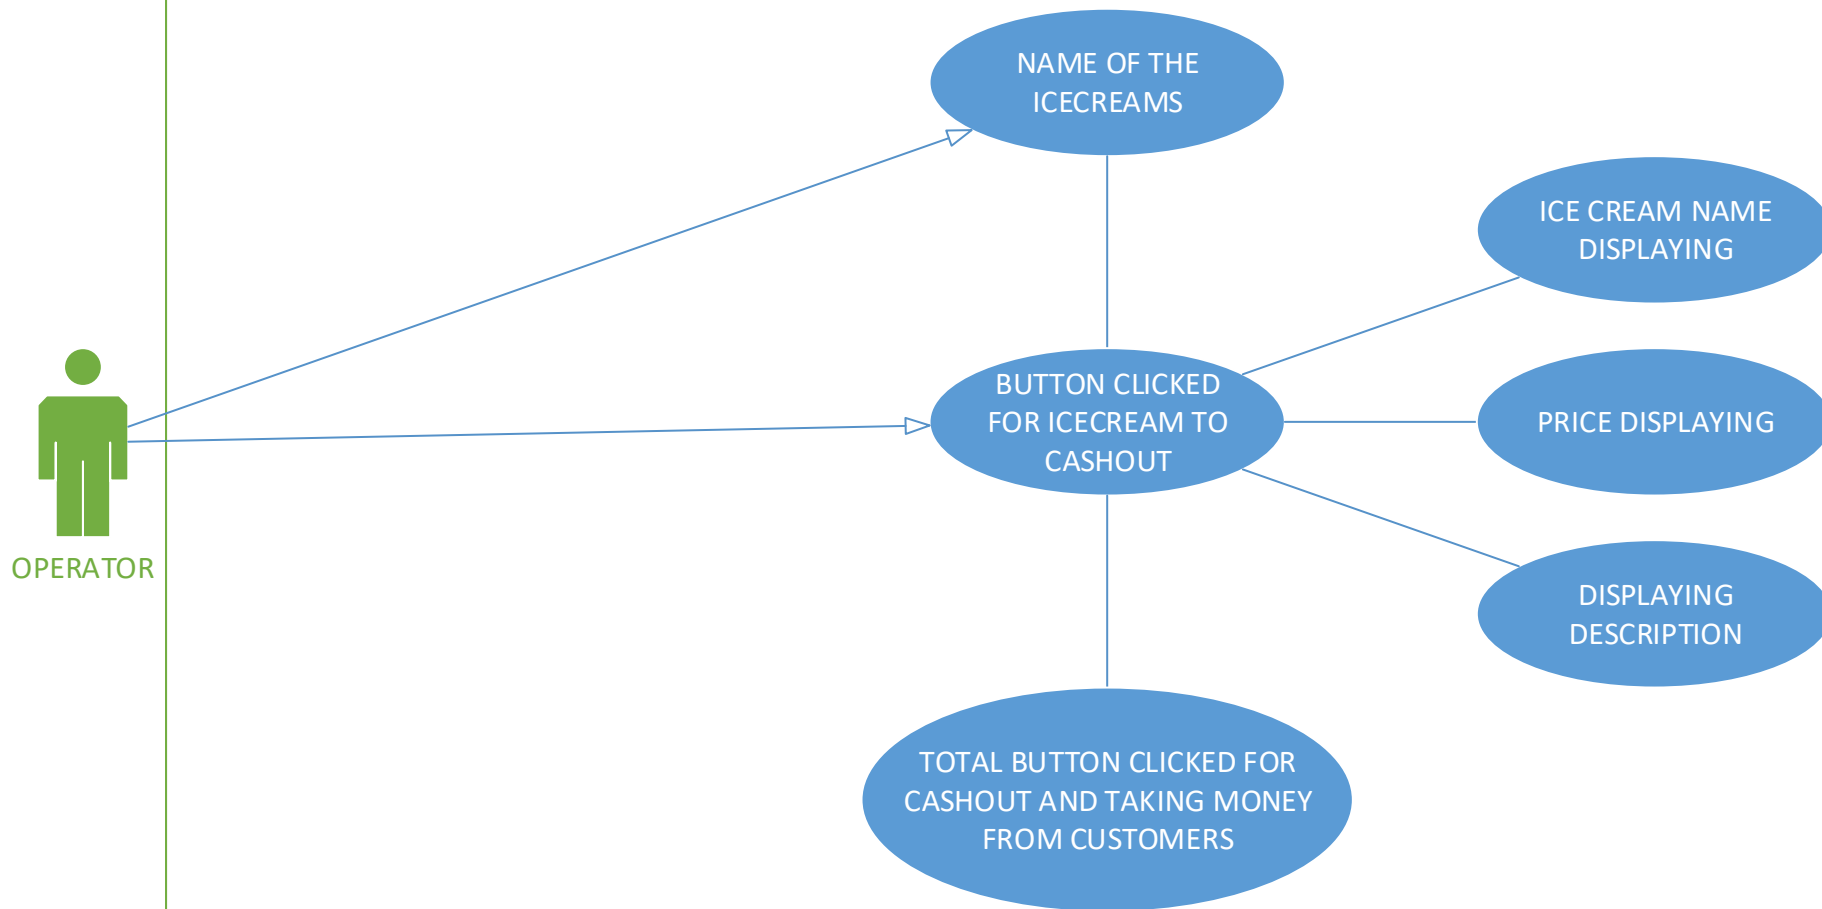 NAME OF THE
ICECREAMS
ICE CREAM NAME
DISPLAYING
BUTTON CLICKED
FOR ICECREAM TO
CASHOUT
PRICE DISPLAYING
OPERATOR
DISPLAYING
DESCRIPTION
TOTAL BUTTON CLICKED FOR
CASHOUT AND TAKING MONEY
FROM CUSTOMERS